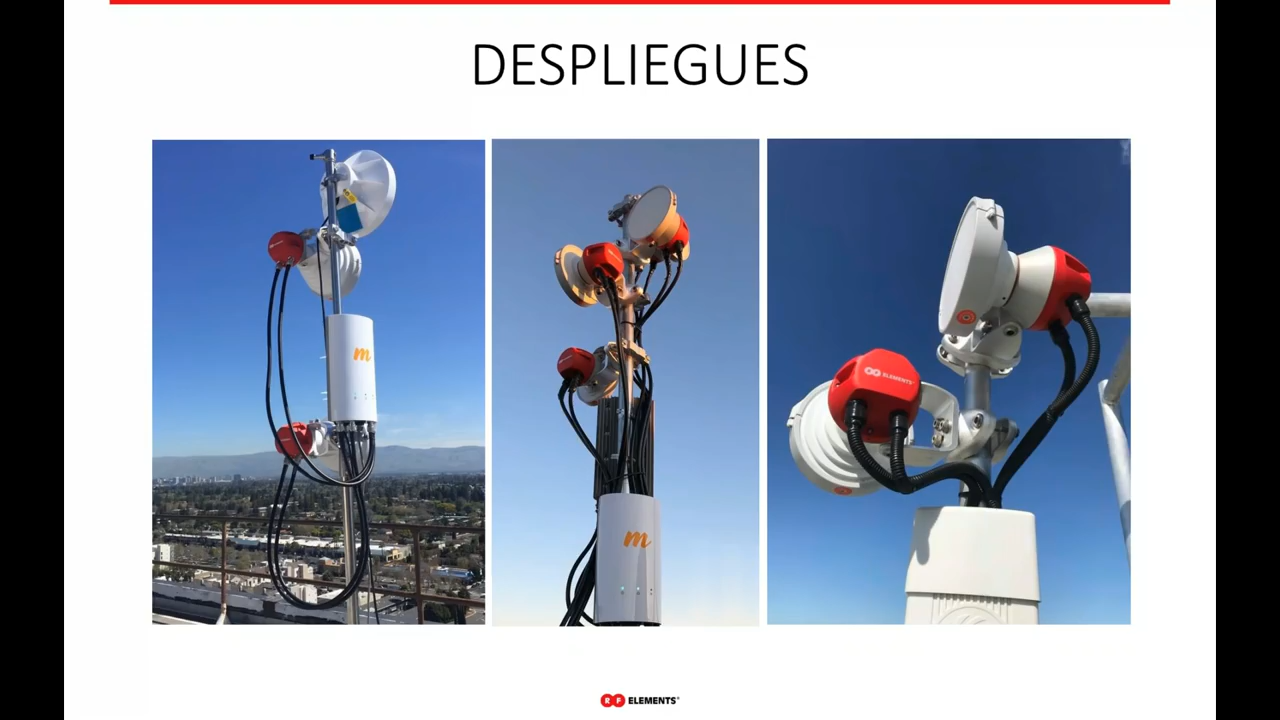 DESPLIEGUES
m
m
ELEMENTS
RF ELEMENTS